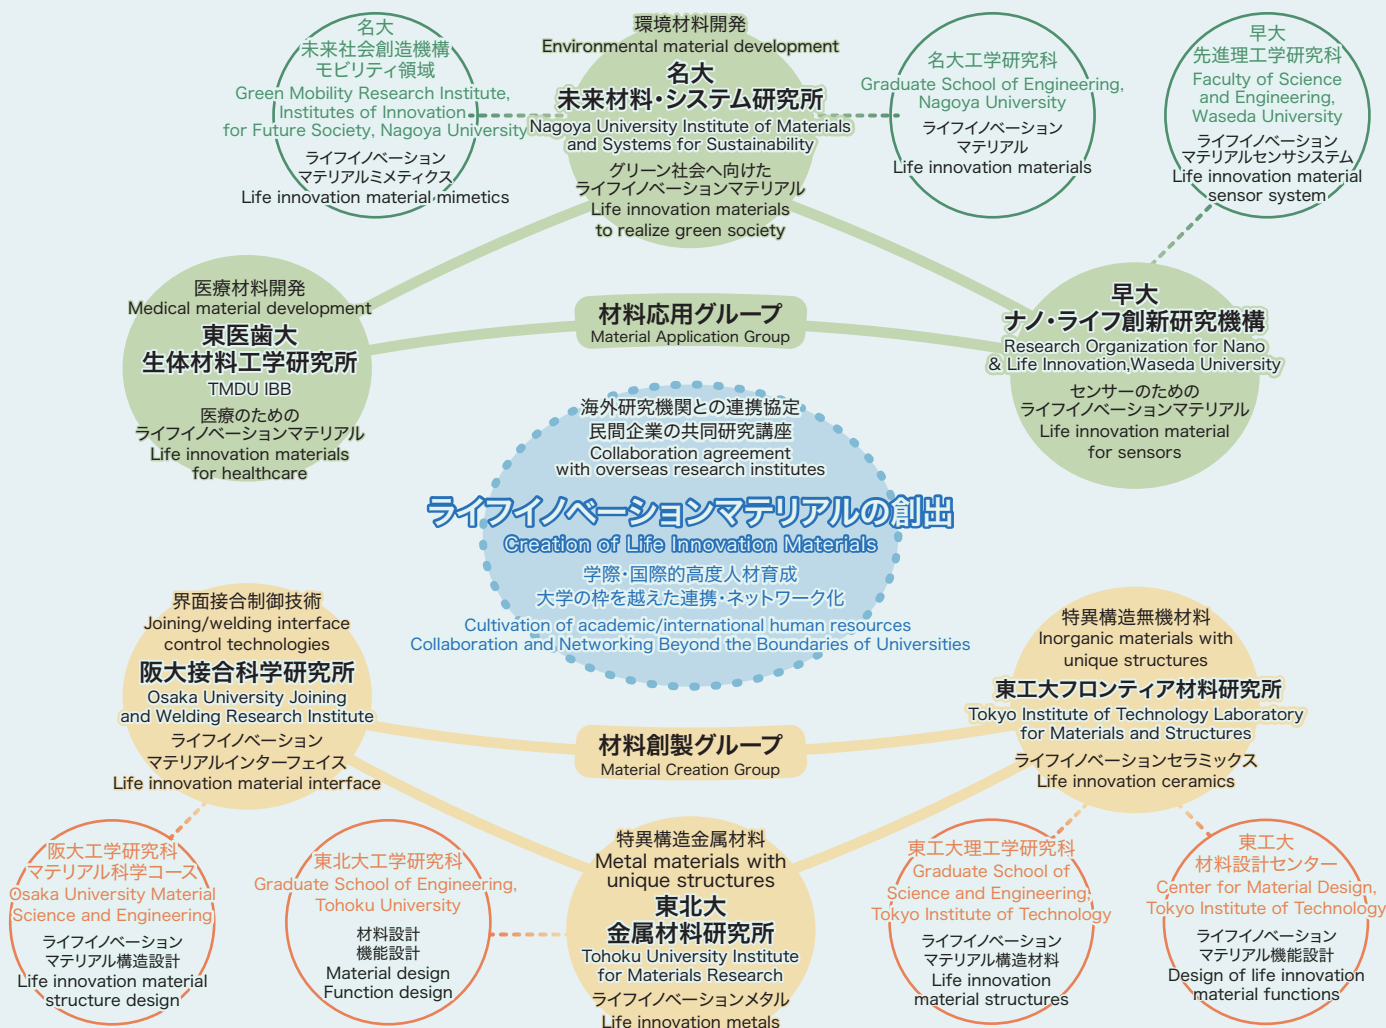 名大
未来社会創造機構
モビリティ領域
Green Mobility Research Institute,
Institutes of Innovation
for Future Society, Nagoya University
ライフイノベーション
マテリアルミメティクス
Life innovation material mimetics
環境材料開発
Environmental material development
名大
未来材料・システム研究所
Nagoya University Institute of Materials
and Systems for Sustainability
グリーン社会へ向けた
ライフイノベーションマテリアル
Life innovation materials
to realize green society
名大工学研究科
Graduate School of Engineering,
Nagoya University
ライフイノベーション
マテリアル
Life innovation materials
早大
先進理工学研究科
Faculty of Science
and Engineering,
Waseda University
ライフイノベーション
マテリアルセンサシステム
Life innovation material
sensor system
医療材料開発
Medical material development
東医歯大
生体材料工学研究所
TMDU IBB
医療のための
ライフイノベーションマテリアル
Life innovation materials
for healthcare
材料応用グループ
Material Application Group
早大
ナノ・ライフ創新研究機構
Research Organization for Nano
& Life Innovation,Waseda University
センサーのための
ライフイノベーションマテリアル
Life innovation material
for sensors
海外研究機関との連携協定
民間企業の共同研究講座
Collaboration agreement
with overseas research institutes
ライフイノベーションマテリアルの創出
Creation of Life Innovation Materials
学際・国際的高度人材育成
大学の枠を越えた連携・ネットワーク化
Cultivation of academic/international human resources
Collaboration and Networking Beyond the Boundaries of Universities
界面接合制御技術
Joining/welding interface
control technologies
阪大接合科学研究所
Osaka University Joining
and Welding Research Institute
ライフイノベーション
マテリアルインターフェイス
Life innovation material interface
材料創製グループ
Material Creation Group
特異構造無機材料
Inorganic materials with
unique structures
東工大フロンティア材料研究所
Tokyo Institute of Technology Laboratory
for Materials and Structures
ライフイノベーションセラミックス
Life innovation ceramics
阪大工学研究科
マテリアル科学コース
Osaka University Material
Science and Engineering
ライフイノベーション
マテリアル構造設計
Life innovation material
structure design
東北大工学研究科
Graduate School of Engineering,
Tohoku University
材料設計
機能設計
Material design
Function design
特異構造金属材料
Metal materials with
unique structures
東北大
金属材料研究所
Tohoku University Institute
for Materials Research
ライフイノベーションメタル
Life innovation metals
東工大理工学研究科
Graduate School of
Science and Engineering,
Tokyo Institute of Technology
ライフイノベーション
マテリアル構造材料
Life innovation
material structures
東工大
材料設計センター
Center for Material Design,
Tokyo Institute of Technology
ライフイノベーション
マテリアル機能設計
Design of life innovation
material functions